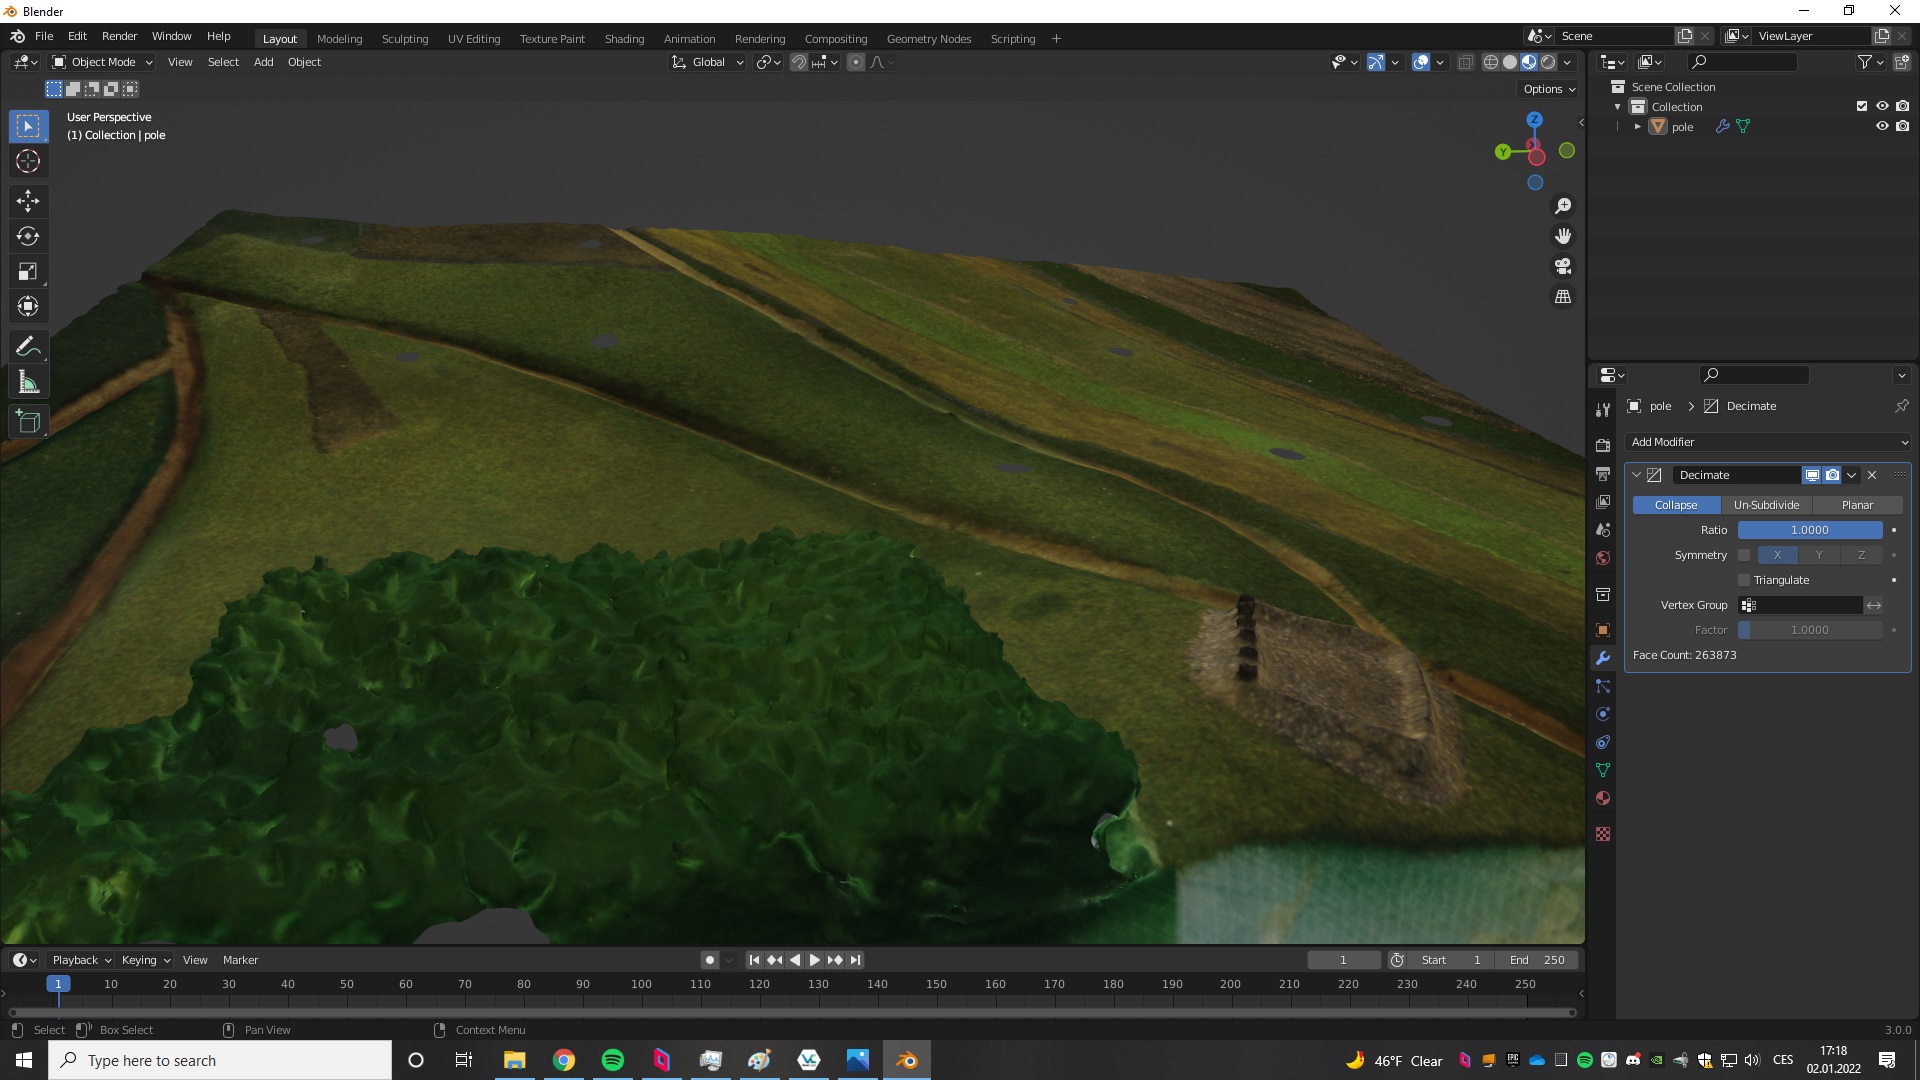 Blender
File Edit Render Window Help
Layout Modeling Sculpting UV Editing Texture Paint Shading Animation Rendering Compositing Geometry Nodes Scripting +
Scene
ViewLayer
Object Mode View Select Add Object
Global
Options
User Perspective
(1) Collection | pole
Z
Y
Scene Collection
Collection
pole
pole > Decimate
Add Modifier
Decimate
Collapse Un-Subdivide Planar
Ratio 1.0000
Symmetry X Y Z
Triangulate
Vertex Group
Factor 1.0000
Face Count: 263873
Playback Keying View Marker
1 Start 1 End 250
1 10 20 30 40 50 60 70 80 90 100 110 120 130 140 150 160 170 180 190 200 210 220 230 240 250
Select Box Select Pan View Context Menu
3.0.0
Type here to search
46°F Clear
CES
17:18
02.01.2022